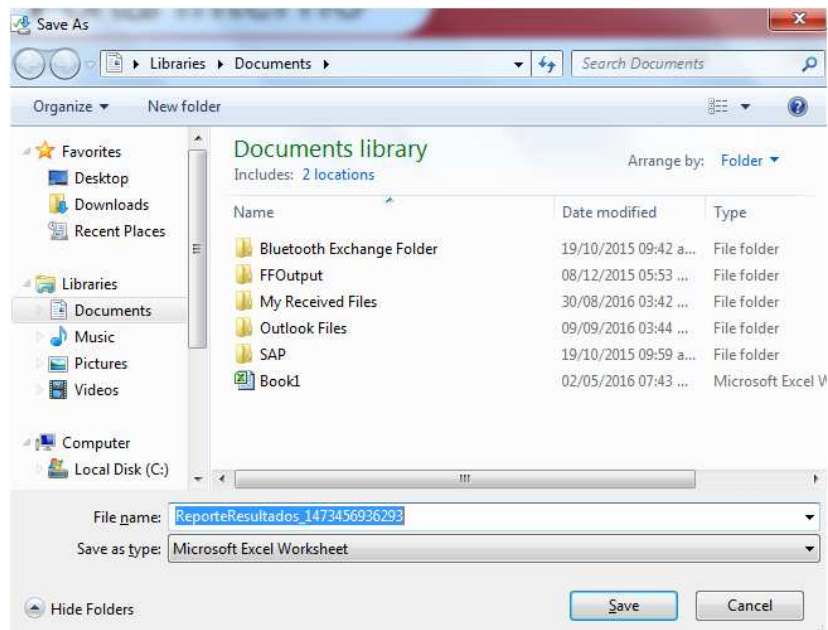 Save As
Libraries Documents
Search Documents
Organize New folder
Favorites
Desktop
Downloads
Recent Places
Libraries
Documents
Music
Pictures
Videos
Computer
Local Disk (C:)
Documents library
Includes: 2 locations
Arrange by: Folder
Name Date modified Type
Bluetooth Exchange Folder 19/10/2015 09:42 a... File folder
FFOutput 08/12/2015 05:53 ... File folder
My Received Files 30/08/2016 03:42 ... File folder
Outlook Files 09/09/2016 03:44 ... File folder
SAP 19/10/2015 09:59 a... File folder
Book1 02/05/2016 07:43 ... Microsoft Excel W
File name: ReporteResultados_1473456936293
Save as type: Microsoft Excel Worksheet
Hide Folders
Save Cancel